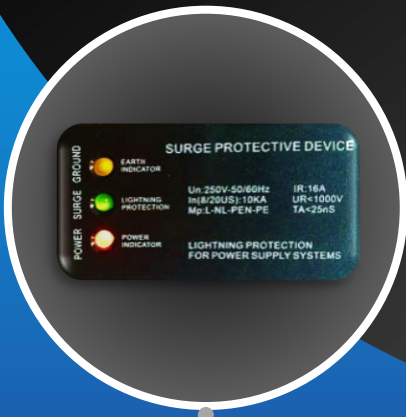 SURGE PROTECTIVE DEVICE
GROUND
EARTH
INDICATOR
SURGE
LIGHTNING
PROTECTION
POWER
POWER
INDICATOR
Un:250V-50/60Hz IR:16A
In(8/20US):10KA UR<1000V
Mp:L-NL-PEN-PE TA<25nS
LIGHTNING PROTECTION
FOR POWER SUPPLY SYSTEMS